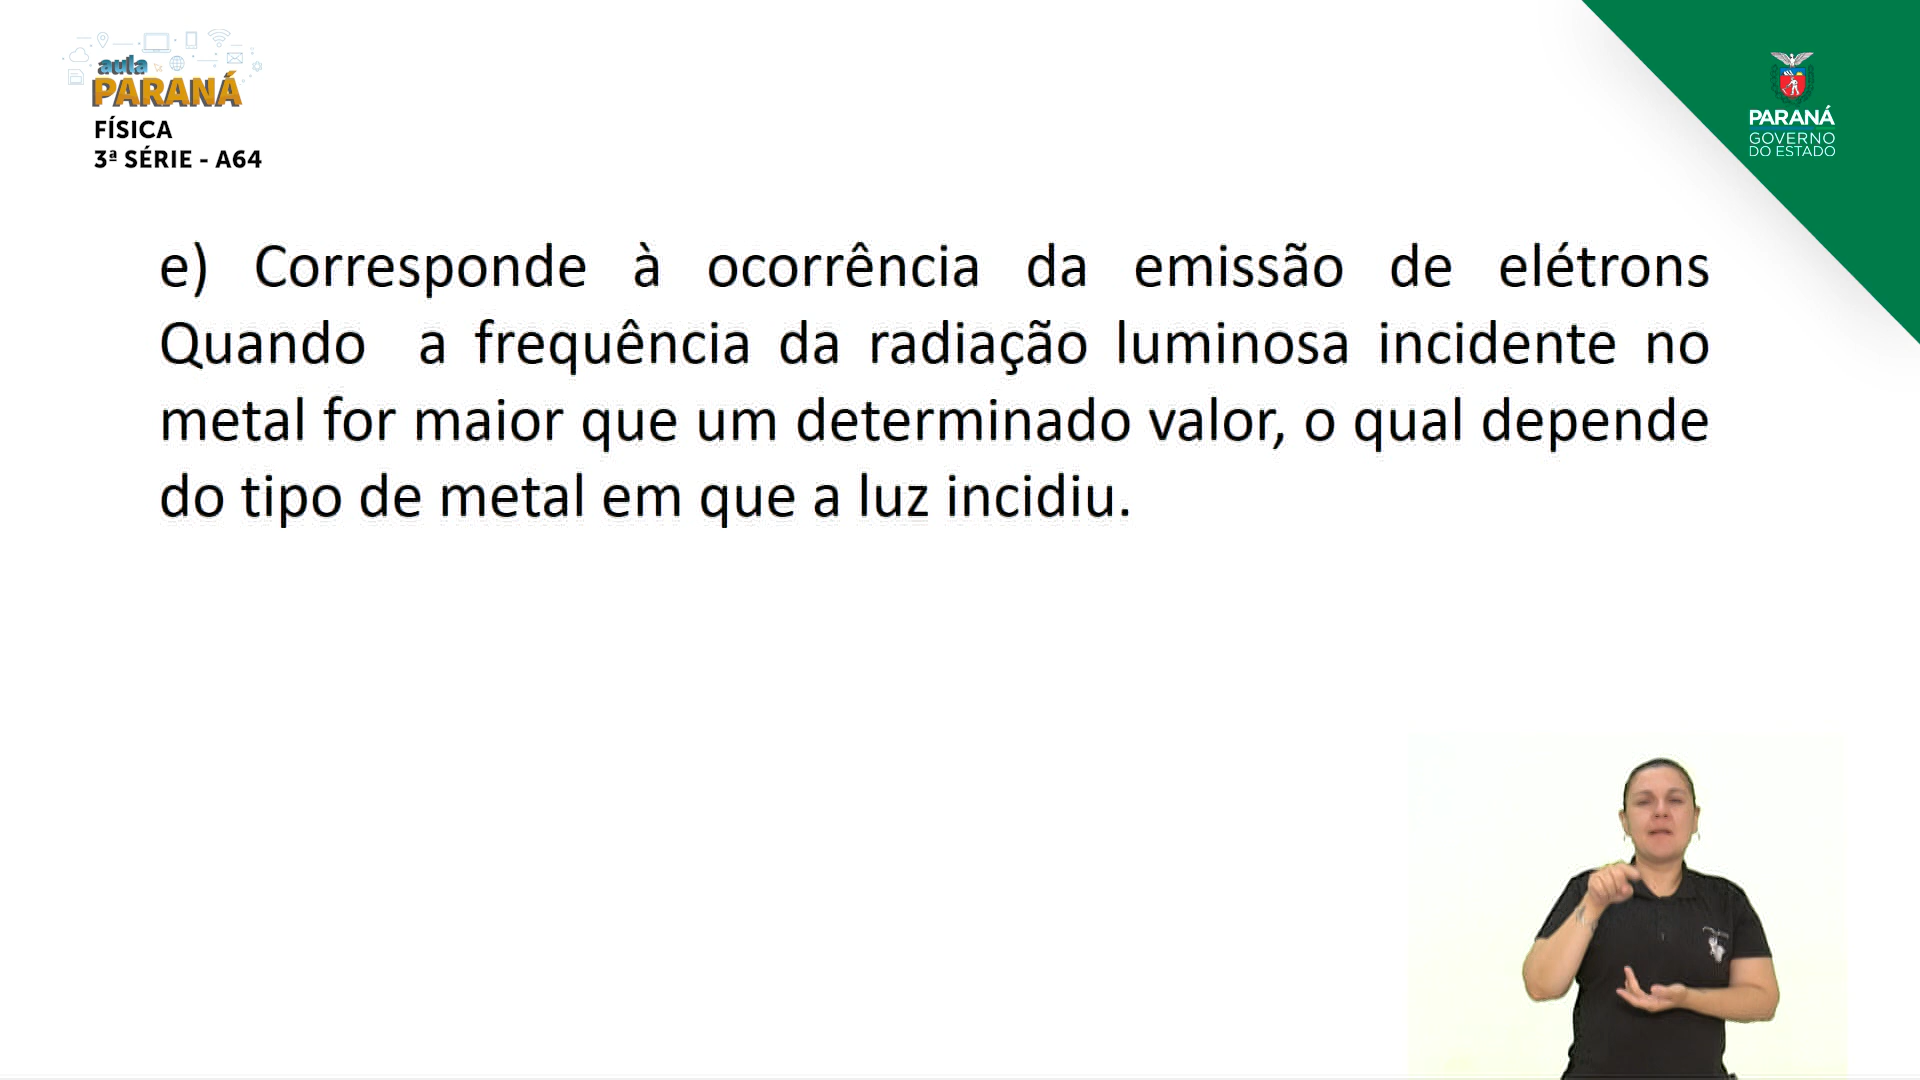 aula
PARANÁ
FÍSICA
3ª SÉRIE - A64
PARANÁ
GOVERNO
DO ESTADO
e) Corresponde à ocorrência da emissão de elétrons
Quando a frequência da radiação luminosa incidente no
metal for maior que um determinado valor, o qual depende
do tipo de metal em que a luz incidiu.